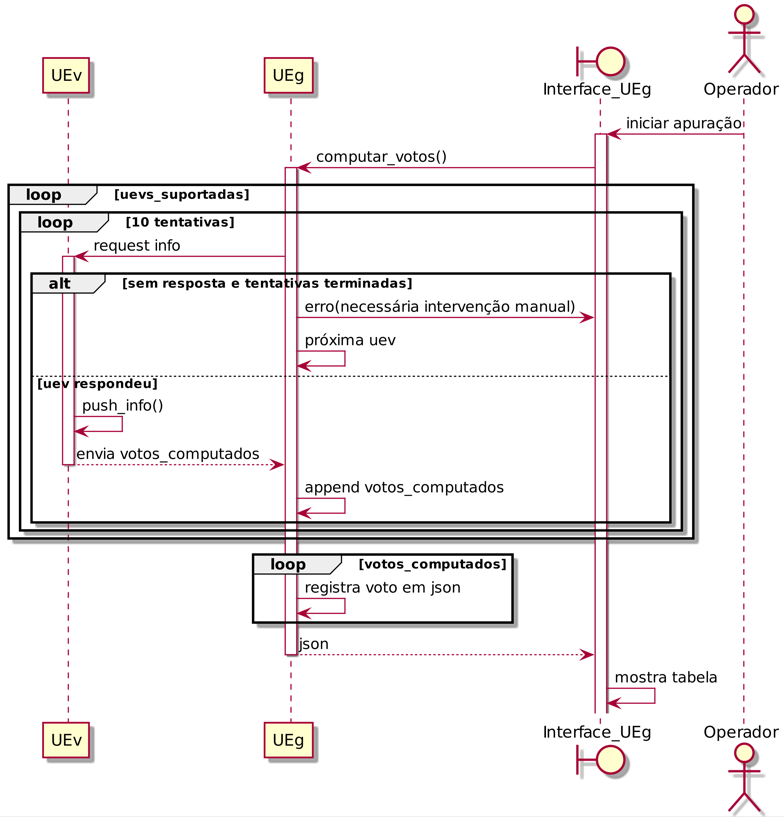 UEv
UEg
Interface_UEg
Operador
iniciar apuração
computar_votos()
loop [uevs_suportadas]
loop [10 tentativas]
request info
alt [sem resposta e tentativas terminadas]
erro(necessária intervenção manual)
próxima uev
[uev respondeu]
push_info()
envia votos_computados
append votos_computados
loop [votos_computados]
registra voto em json
json
mostra tabela
UEv
UEg
Interface_UEg
Operador